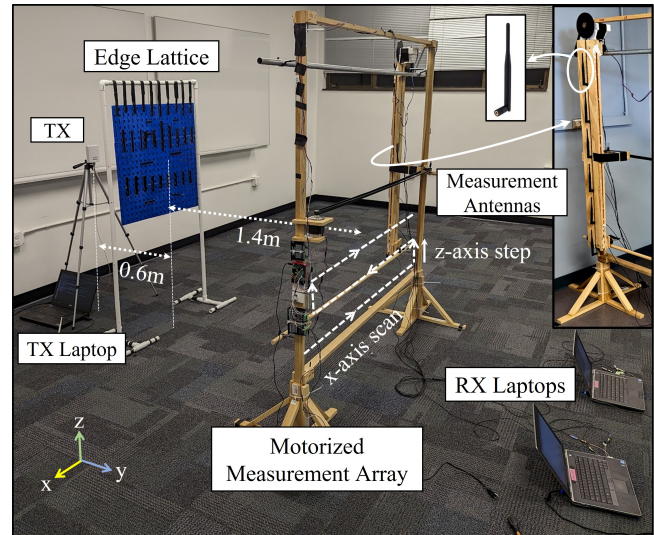 Edge Lattice
TX
Measurement
Antennas
1.4m
z-axis step
0.6m
TX Laptop
x-axis scan
RX Laptops
z
x
y
Motorized
Measurement Array